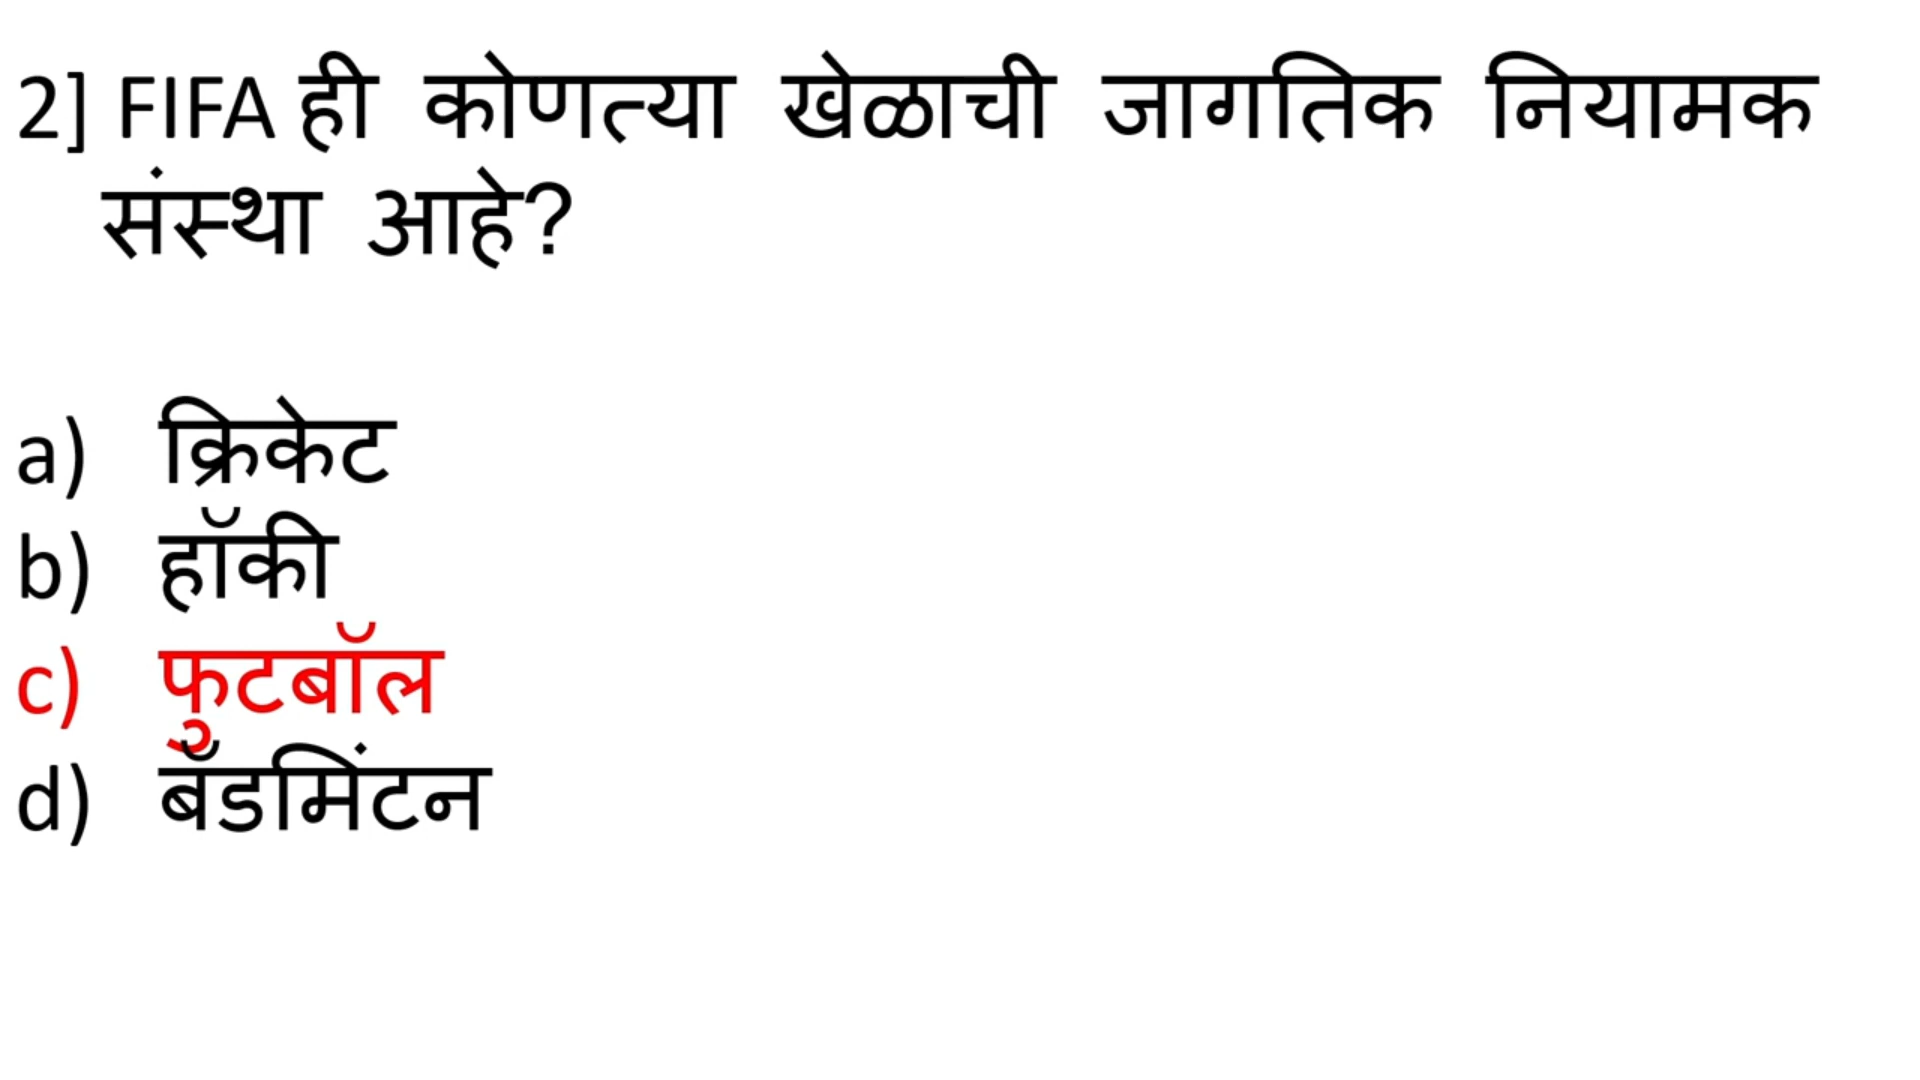 2] FIFA ही कोणत्या खेळाची जागतिक नियामक
संस्था आहे?
a) क्रिकेट
b) हॉकी
c) फुटबॉल
d) बॅडमिंटन